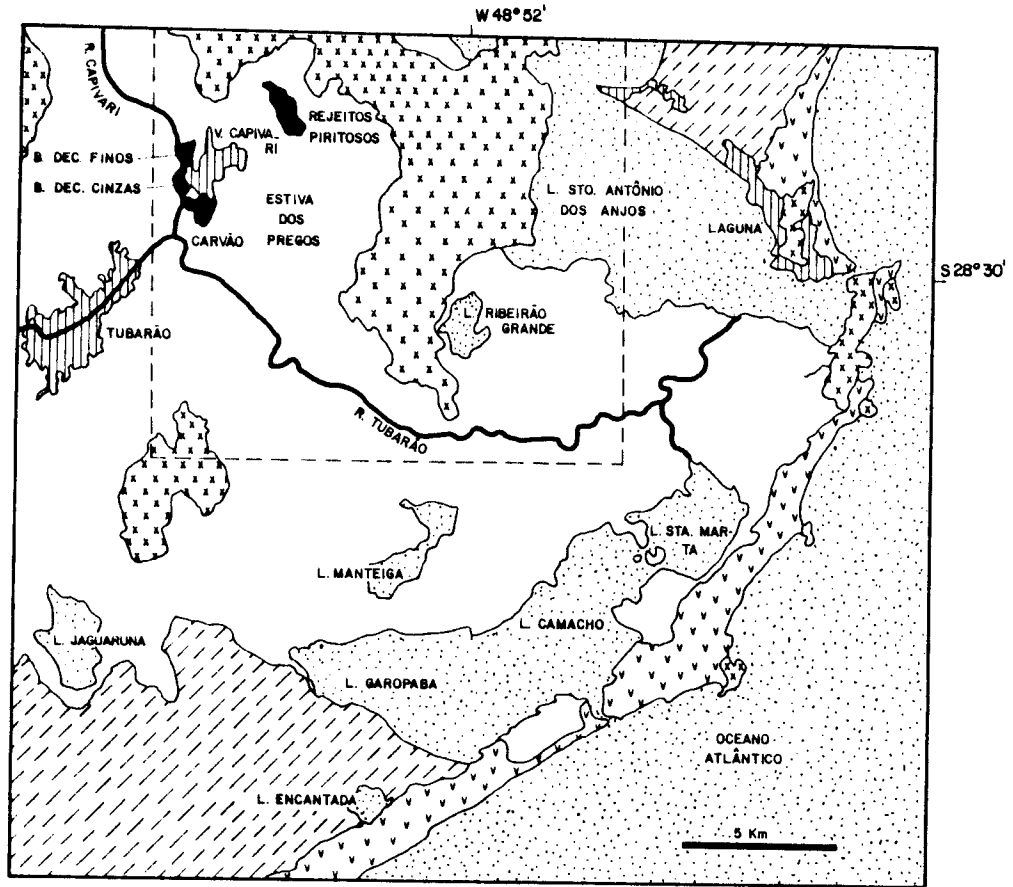 W 48° 52'
R. CAPIVARI
REJEITOS
PIRITOSOS
V. CAPIVA_
RI
B. DEC. FINOS
B. DEC. CINZAS
ESTIVA
DOS
PREGOS
CARVÃO
L. STO. ANTÔNIO
DOS ANJOS
LAGUNA
S 28° 30'
TUBARÃO
L. RIBEIRÃO
GRANDE
R. TUBARÃO
L. STA. MAR-
TA
L. MANTEIGA
L. CAMACHO
L. JAGUARUNA
L. GAROPABA
OCEANO
ATLÂNTICO
L. ENCANTADA
5 Km